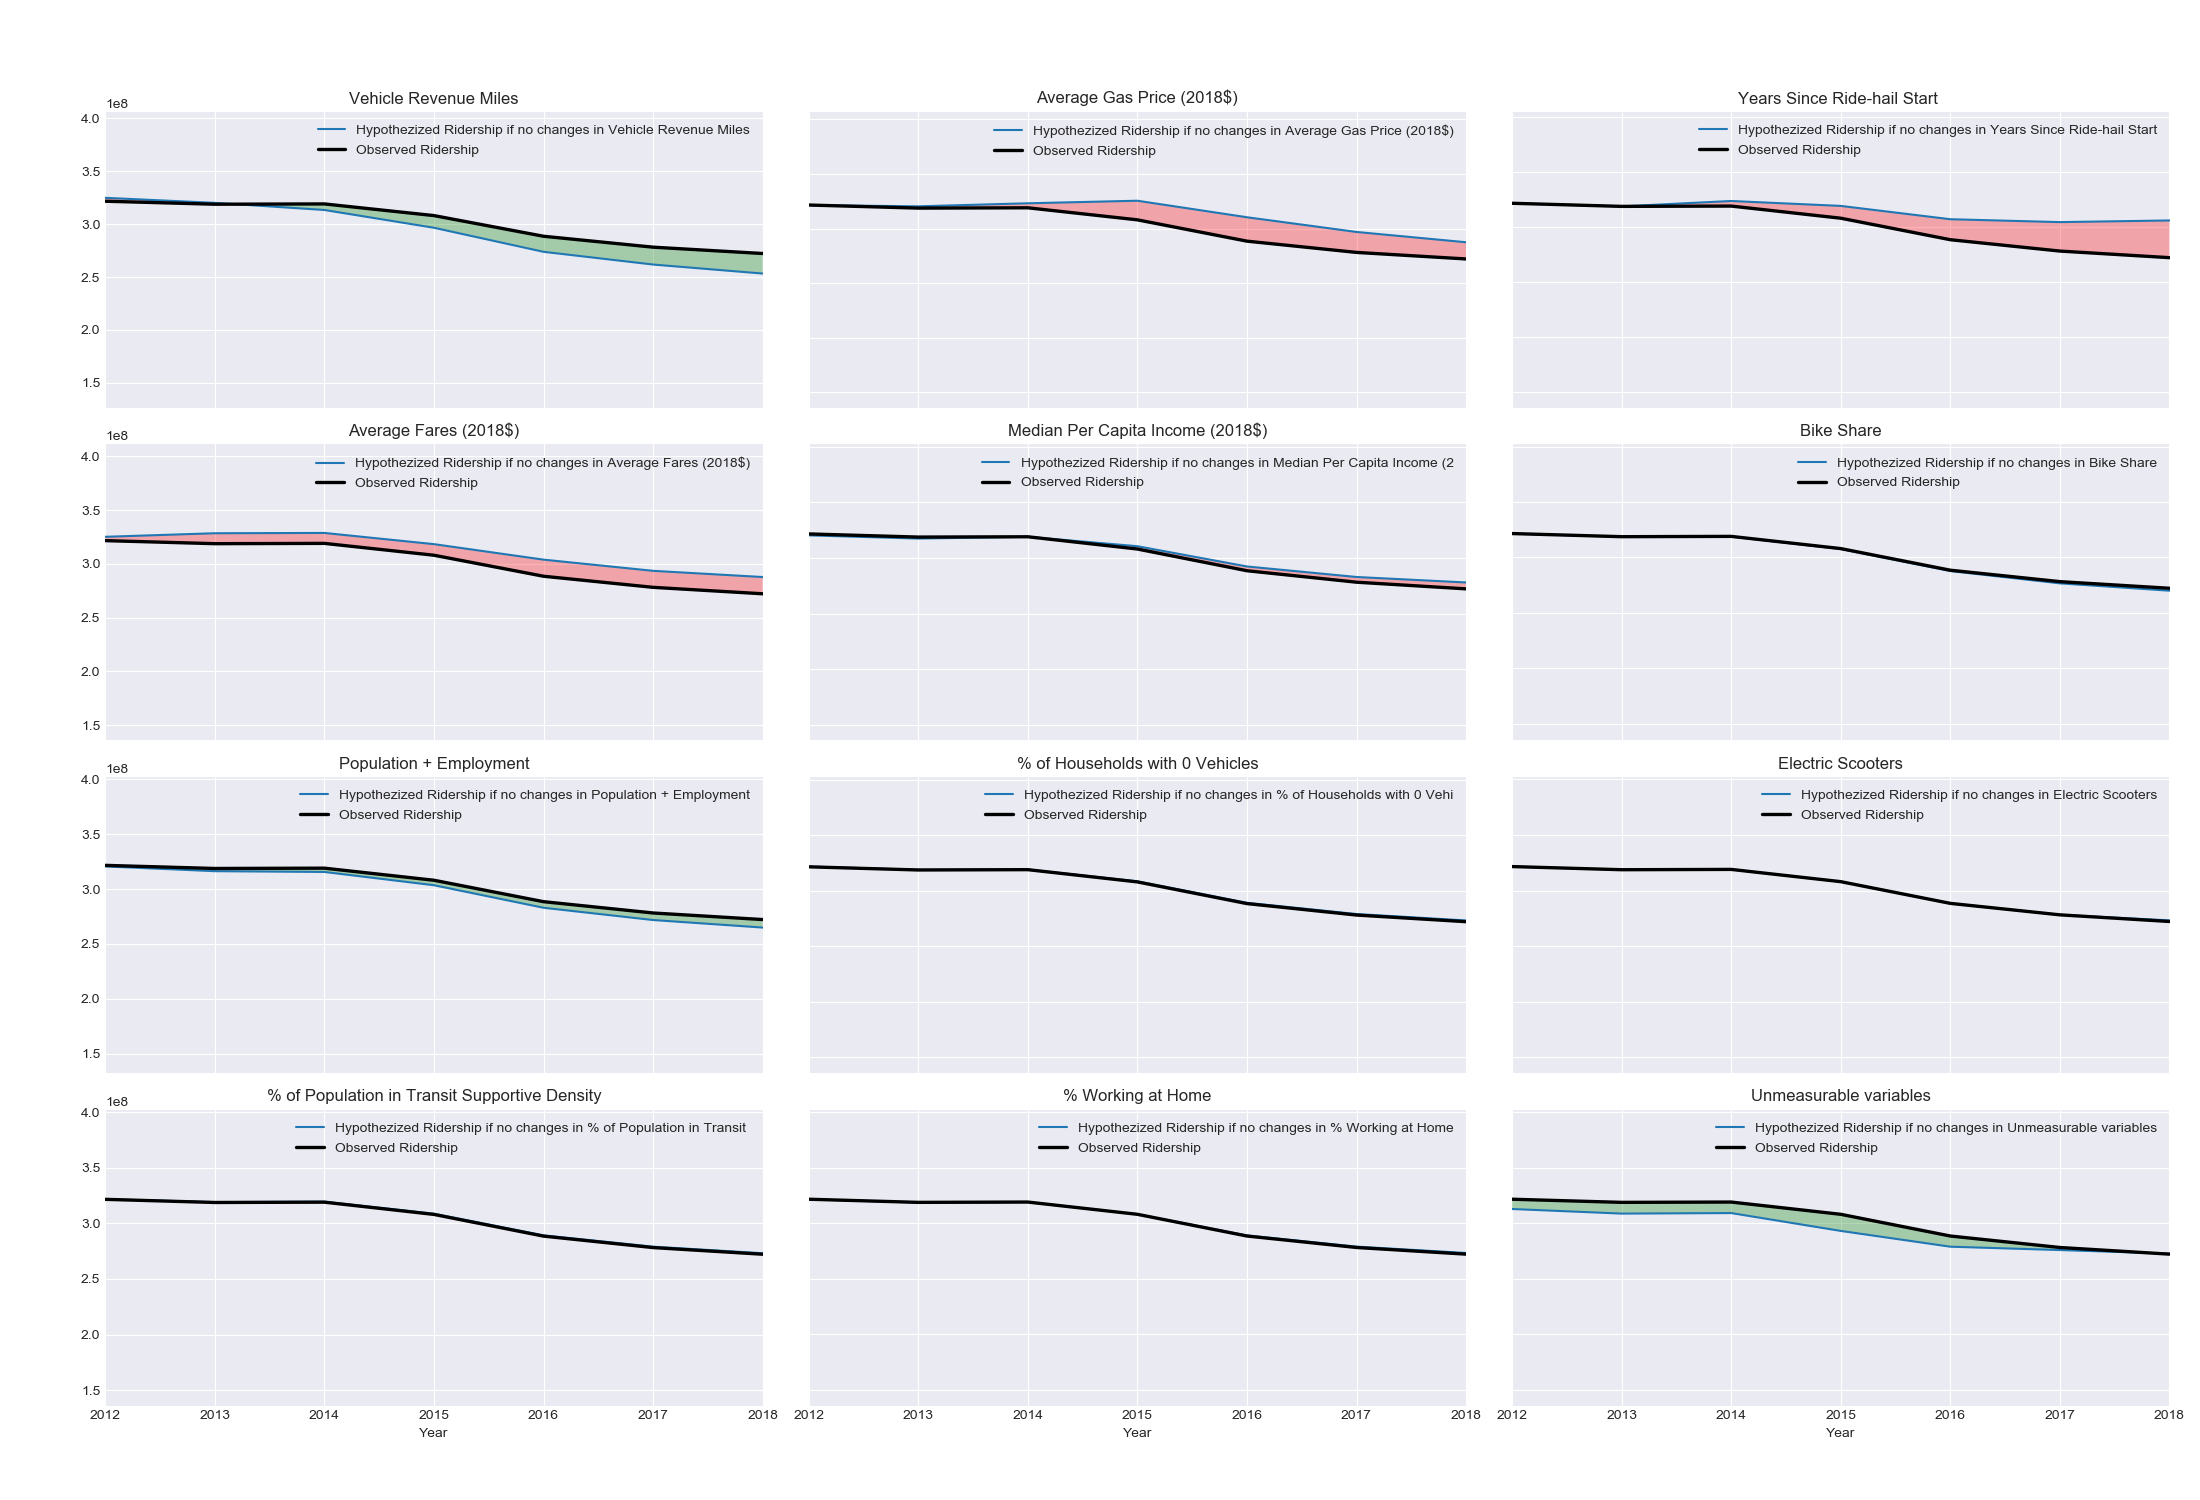 Vehicle Revenue Miles
1e8
Hypothezized Ridership if no changes in Vehicle Revenue Miles
Observed Ridership
4.0
3.5
3.0
2.5
2.0
1.5
Average Gas Price (2018$)
Hypothezized Ridership if no changes in Average Gas Price (2018$)
Observed Ridership
Years Since Ride-hail Start
Hypothezized Ridership if no changes in Years Since Ride-hail Start
Observed Ridership
Average Fares (2018$)
1e8
Hypothezized Ridership if no changes in Average Fares (2018$)
Observed Ridership
4.0
3.5
3.0
2.5
2.0
1.5
Median Per Capita Income (2018$)
Hypothezized Ridership if no changes in Median Per Capita Income (2
Observed Ridership
Bike Share
Hypothezized Ridership if no changes in Bike Share
Observed Ridership
Population + Employment
1e8
Hypothezized Ridership if no changes in Population + Employment
Observed Ridership
4.0
3.5
3.0
2.5
2.0
1.5
% of Households with 0 Vehicles
Hypothezized Ridership if no changes in % of Households with 0 Vehi
Observed Ridership
Electric Scooters
Hypothezized Ridership if no changes in Electric Scooters
Observed Ridership
% of Population in Transit Supportive Density
1e8
Hypothezized Ridership if no changes in % of Population in Transit
Observed Ridership
4.0
3.5
3.0
2.5
2.0
1.5
2012 2013 2014 2015 2016 2017 2018
Year
% Working at Home
Hypothezized Ridership if no changes in % Working at Home
Observed Ridership
2012 2013 2014 2015 2016 2017 2018
Year
Unmeasurable variables
Hypothezized Ridership if no changes in Unmeasurable variables
Observed Ridership
2012 2013 2014 2015 2016 2017 2018
Year